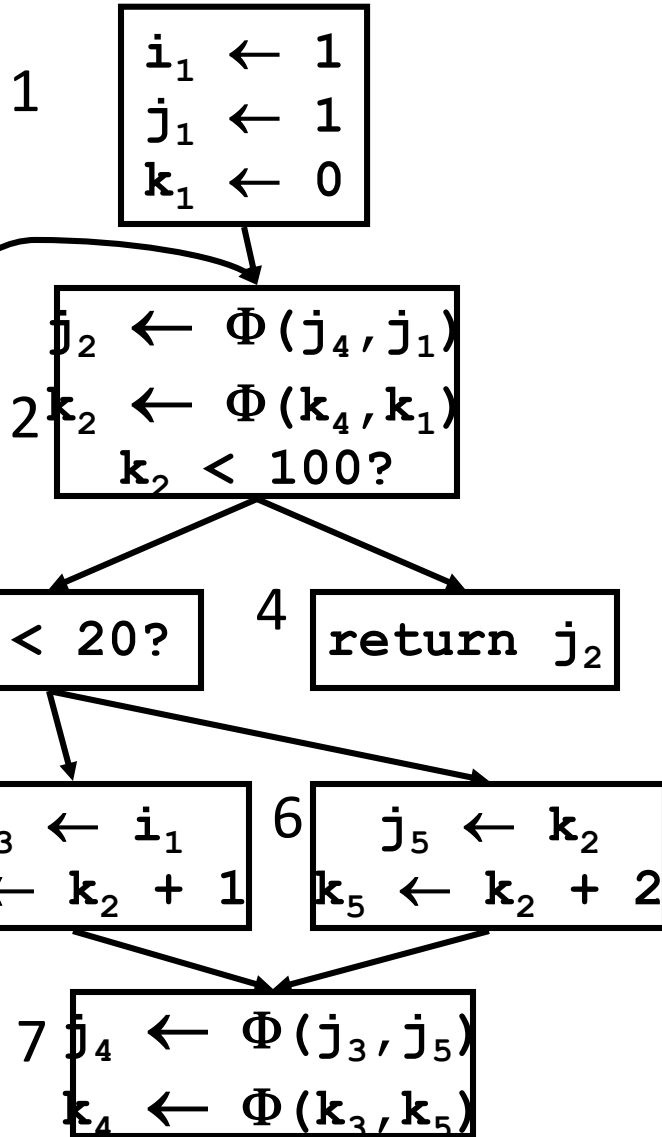 1
i₁ ← 1
j₁ ← 1
k₁ ← 0
2
j₂ ← Φ(j₄,j₁)
k₂ ← Φ(k₄,k₁)
k₂ < 100?
< 20?
4
return j₂
₃ ← i₁
← k₂ + 1
6
j₅ ← k₂
k₅ ← k₂ + 2
7
j₄ ← Φ(j₃,j₅)
k₄ ← Φ(k₃,k₅)